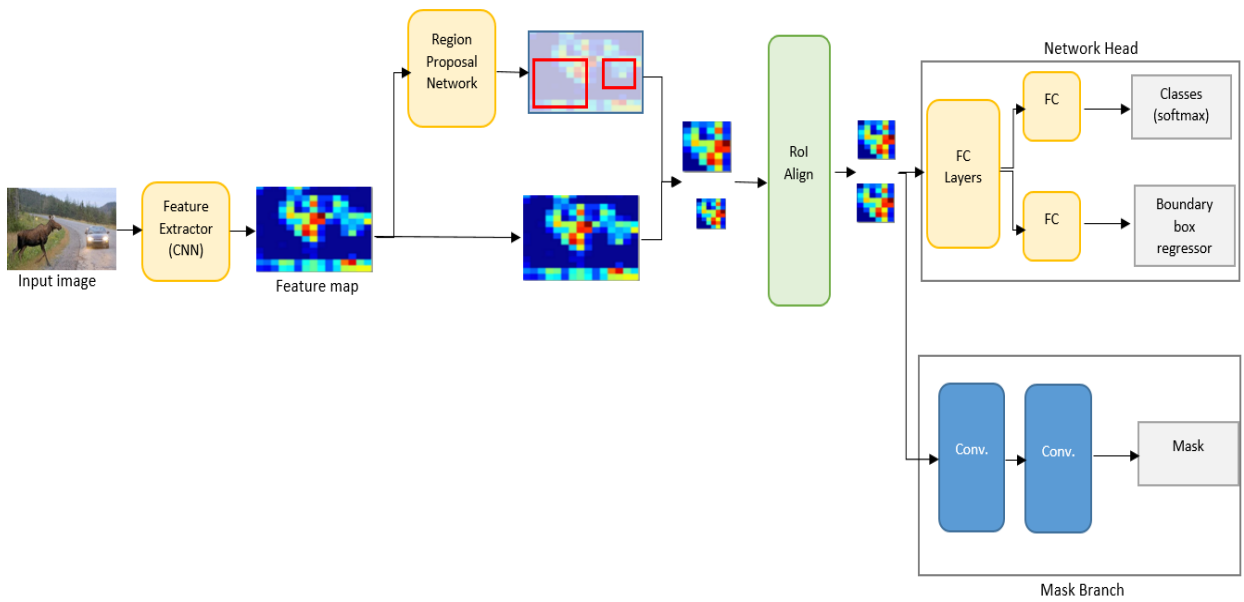 Region
Proposal
Network
Network Head
FC
Classes
(softmax)
RoI
Align
FC
Layers
Feature
Extractor
(CNN)
FC
Boundary
box
regressor
Input image
Feature map
Conv.
Conv.
Mask
Mask Branch